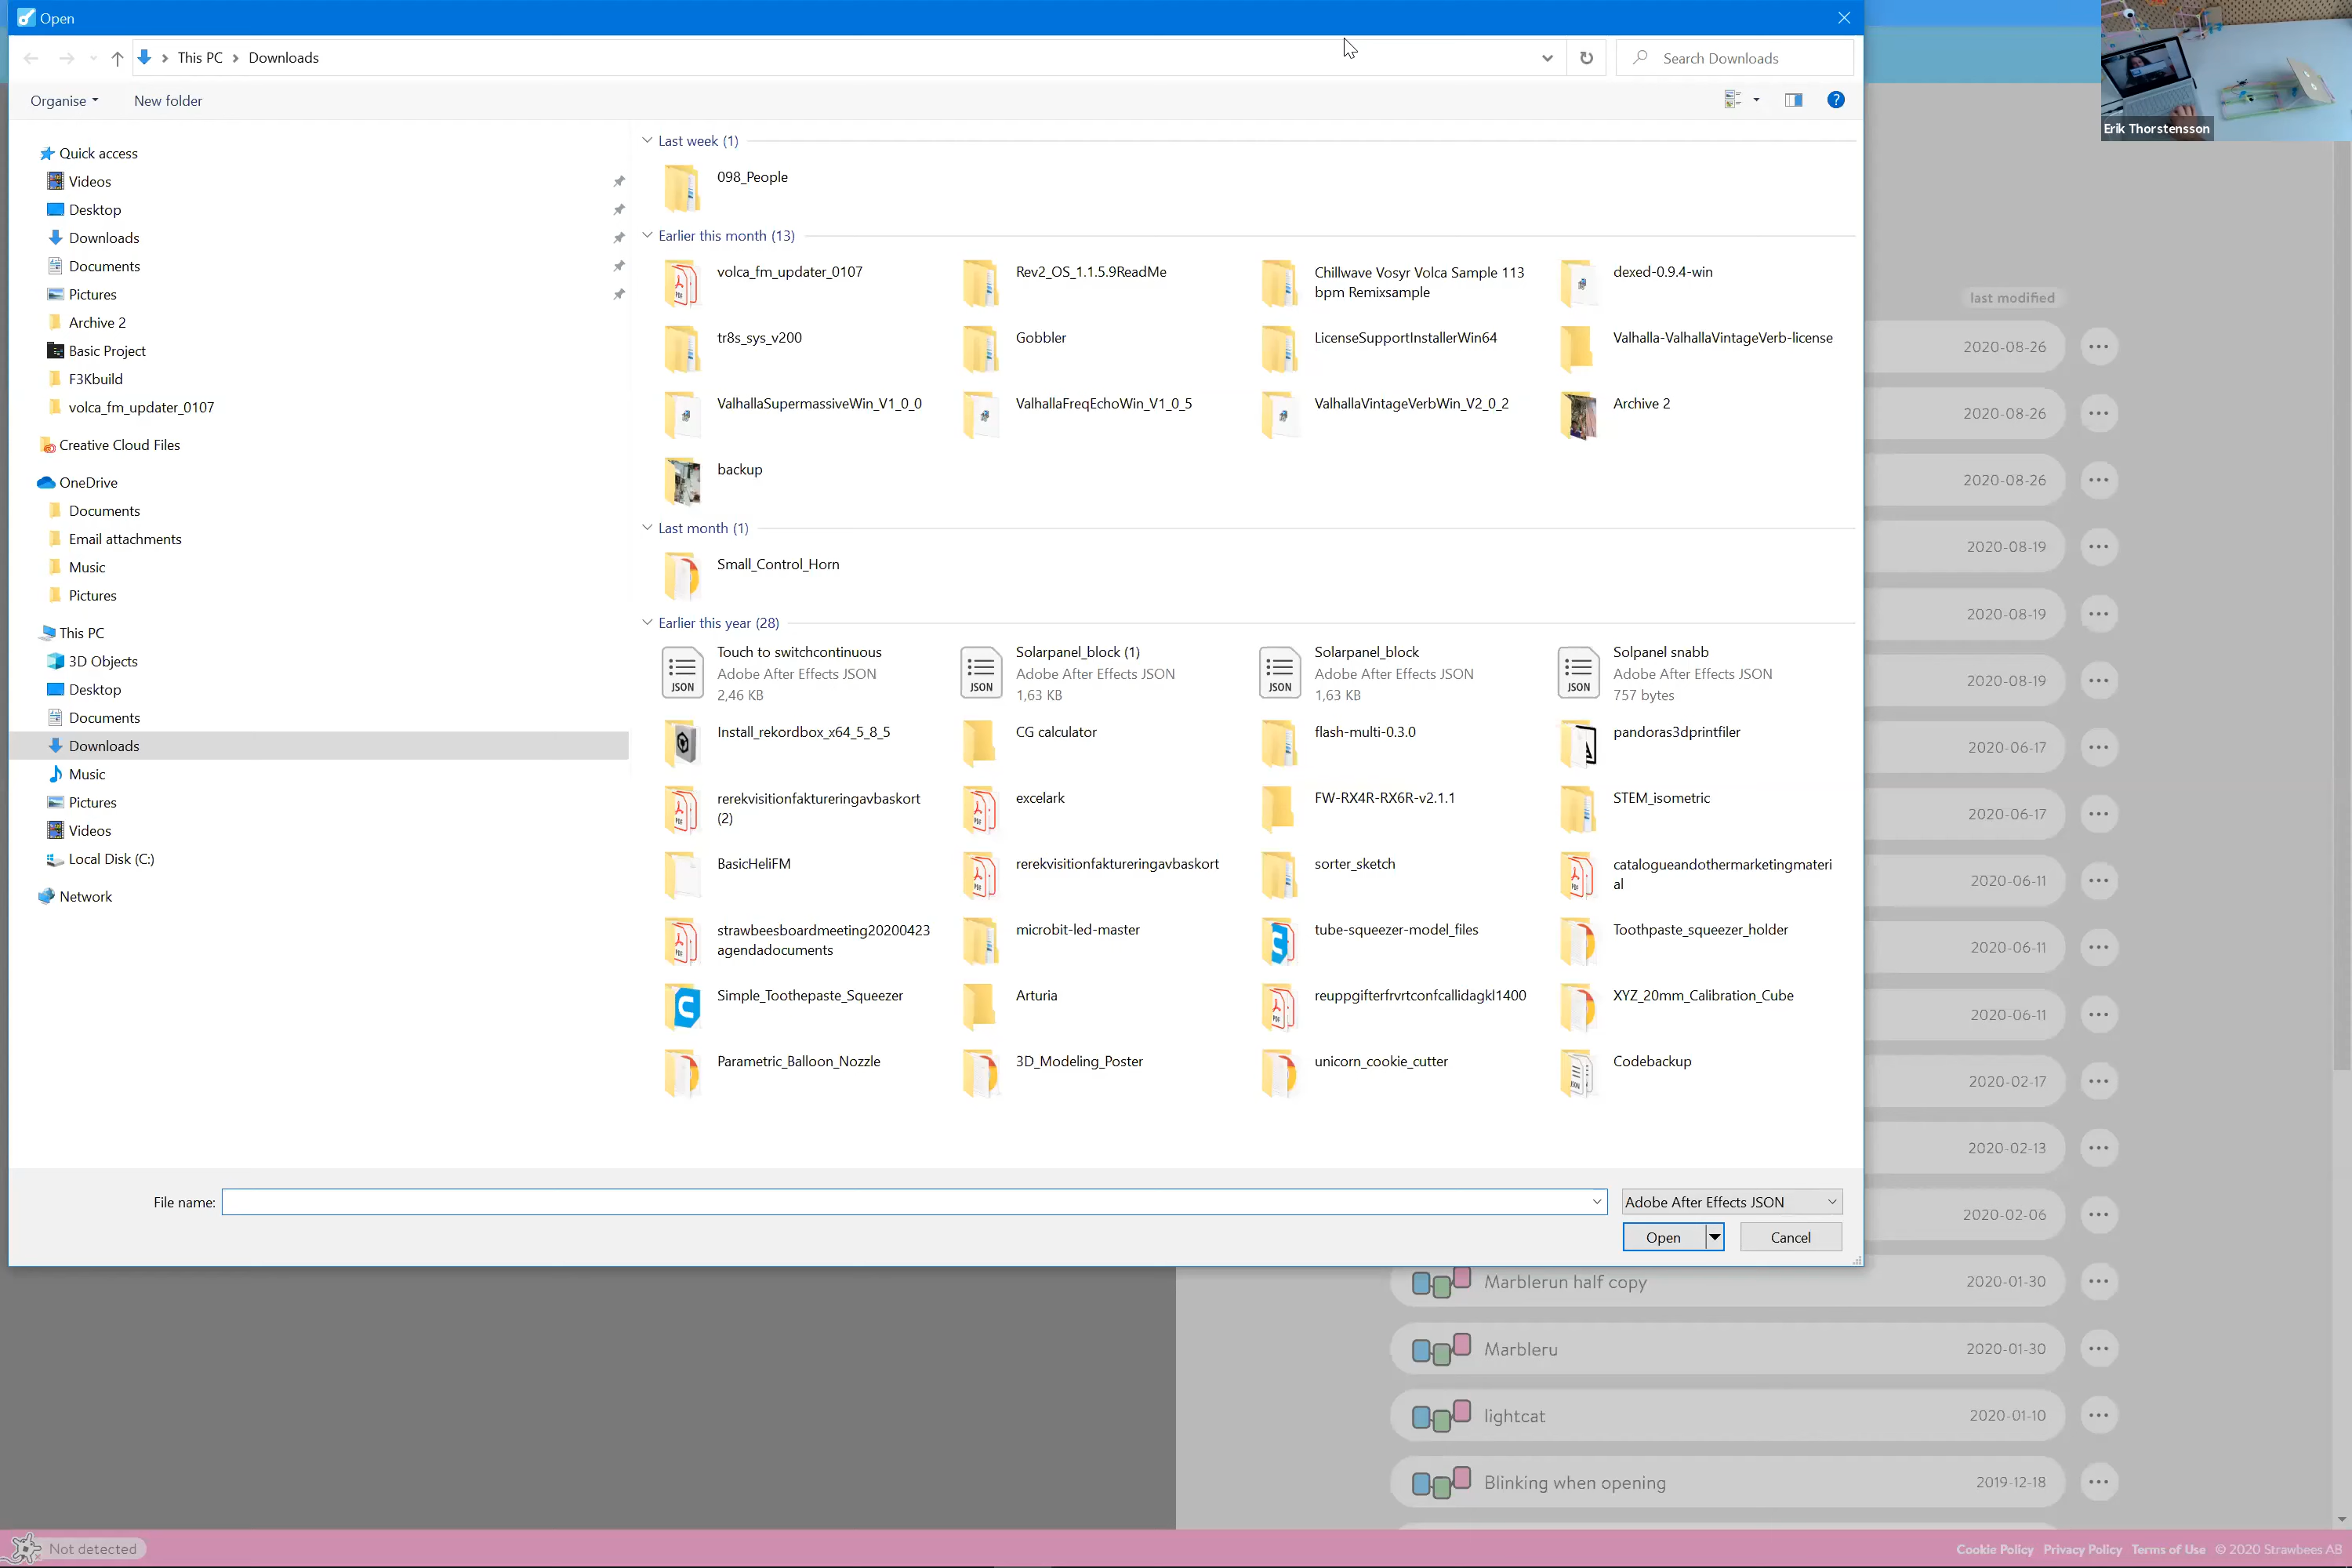 Open
This PC
Downloads
Search Downloads
Organise
New folder
Quick access
Videos
Desktop
Downloads
Documents
Pictures
Archive 2
Basic Project
F3Kbuild
volca_fm_updater_0107
Creative Cloud Files
OneDrive
Documents
Email attachments
Music
Pictures
This PC
3D Objects
Desktop
Documents
Downloads
Music
Pictures
Videos
Local Disk (C:)
Network
Last week (1)
098_People
Earlier this month (13)
volca_fm_updater_0107
Rev2_OS_1.1.5.9ReadMe
Chillwave Vosyr Volca Sample 113
bpm Remixsample
dexed-0.9.4-win
tr8s_sys_v200
Gobbler
LicenseSupportInstallerWin64
Valhalla-ValhallaVintageVerb-license
ValhallaSupermassiveWin_V1_0_0
ValhallaFreqEchoWin_V1_0_5
ValhallaVintageVerbWin_V2_0_2
Archive 2
backup
Last month (1)
Small_Control_Horn
Earlier this year (28)
JSON
Touch to switchcontinuous
Adobe After Effects JSON
2,46 KB
JSON
Solarpanel_block (1)
Adobe After Effects JSON
1,63 KB
JSON
Solarpanel_block
Adobe After Effects JSON
1,63 KB
JSON
Solpanel snabb
Adobe After Effects JSON
757 bytes
Install_rekordbox_x64_5_8_5
CG calculator
flash-multi-0.3.0
pandoras3dprintfiler
rerekvisitionfaktureringavbaskort
(2)
excelark
FW-RX4R-RX6R-v2.1.1
STEM_isometric
BasicHeliFM
rerekvisitionfaktureringavbaskort
sorter_sketch
catalogueandothermarketingmateri
al
strawbeesboardmeeting20200423
agendadocuments
microbit-led-master
tube-squeezer-model_files
Toothpaste_squeezer_holder
Simple_Toothepaste_Squeezer
Arturia
reuppgifterfrvrtconfcallidagkl1400
XYZ_20mm_Calibration_Cube
Parametric_Balloon_Nozzle
3D_Modeling_Poster
unicorn_cookie_cutter
Codebackup
File name:
Adobe After Effects JSON
Open
Cancel
Erik Thorstensson
last modified
2020-08-26
2020-08-26
2020-08-26
2020-08-19
2020-08-19
2020-08-19
2020-06-17
2020-06-17
2020-06-11
2020-06-11
2020-06-11
2020-02-17
2020-02-13
2020-02-06
Marblerun half copy 2020-01-30
Marbleru 2020-01-30
lightcat 2020-01-10
Blinking when opening 2019-12-18
Not detected
Cookie Policy Privacy Policy Terms of Use © 2020 Strawbees AB